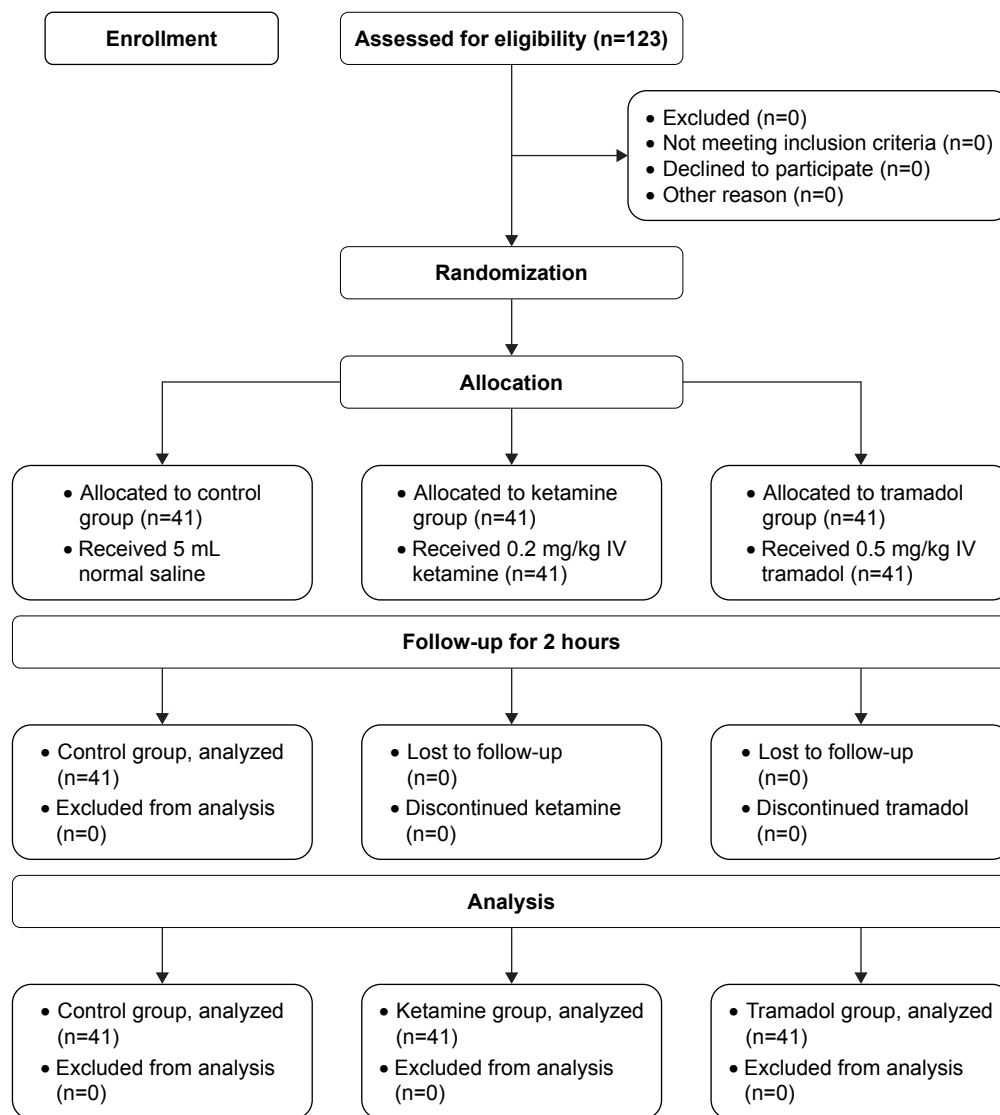 Enrollment
Assessed for eligibility (n=123)
• Excluded (n=0)
• Not meeting inclusion criteria (n=0)
• Declined to participate (n=0)
• Other reason (n=0)
Randomization
Allocation
• Allocated to control
group (n=41)
• Received 5 mL
normal saline
• Allocated to ketamine
group (n=41)
• Received 0.2 mg/kg IV
ketamine (n=41)
• Allocated to tramadol
group (n=41)
• Received 0.5 mg/kg IV
tramadol (n=41)
Follow-up for 2 hours
• Control group, analyzed
(n=41)
• Excluded from analysis
(n=0)
• Lost to follow-up
(n=0)
• Discontinued ketamine
(n=0)
• Lost to follow-up
(n=0)
• Discontinued tramadol
(n=0)
Analysis
• Control group, analyzed
(n=41)
• Excluded from analysis
(n=0)
• Ketamine group, analyzed
(n=41)
• Excluded from analysis
(n=0)
• Tramadol group, analyzed
(n=41)
• Excluded from analysis
(n=0)